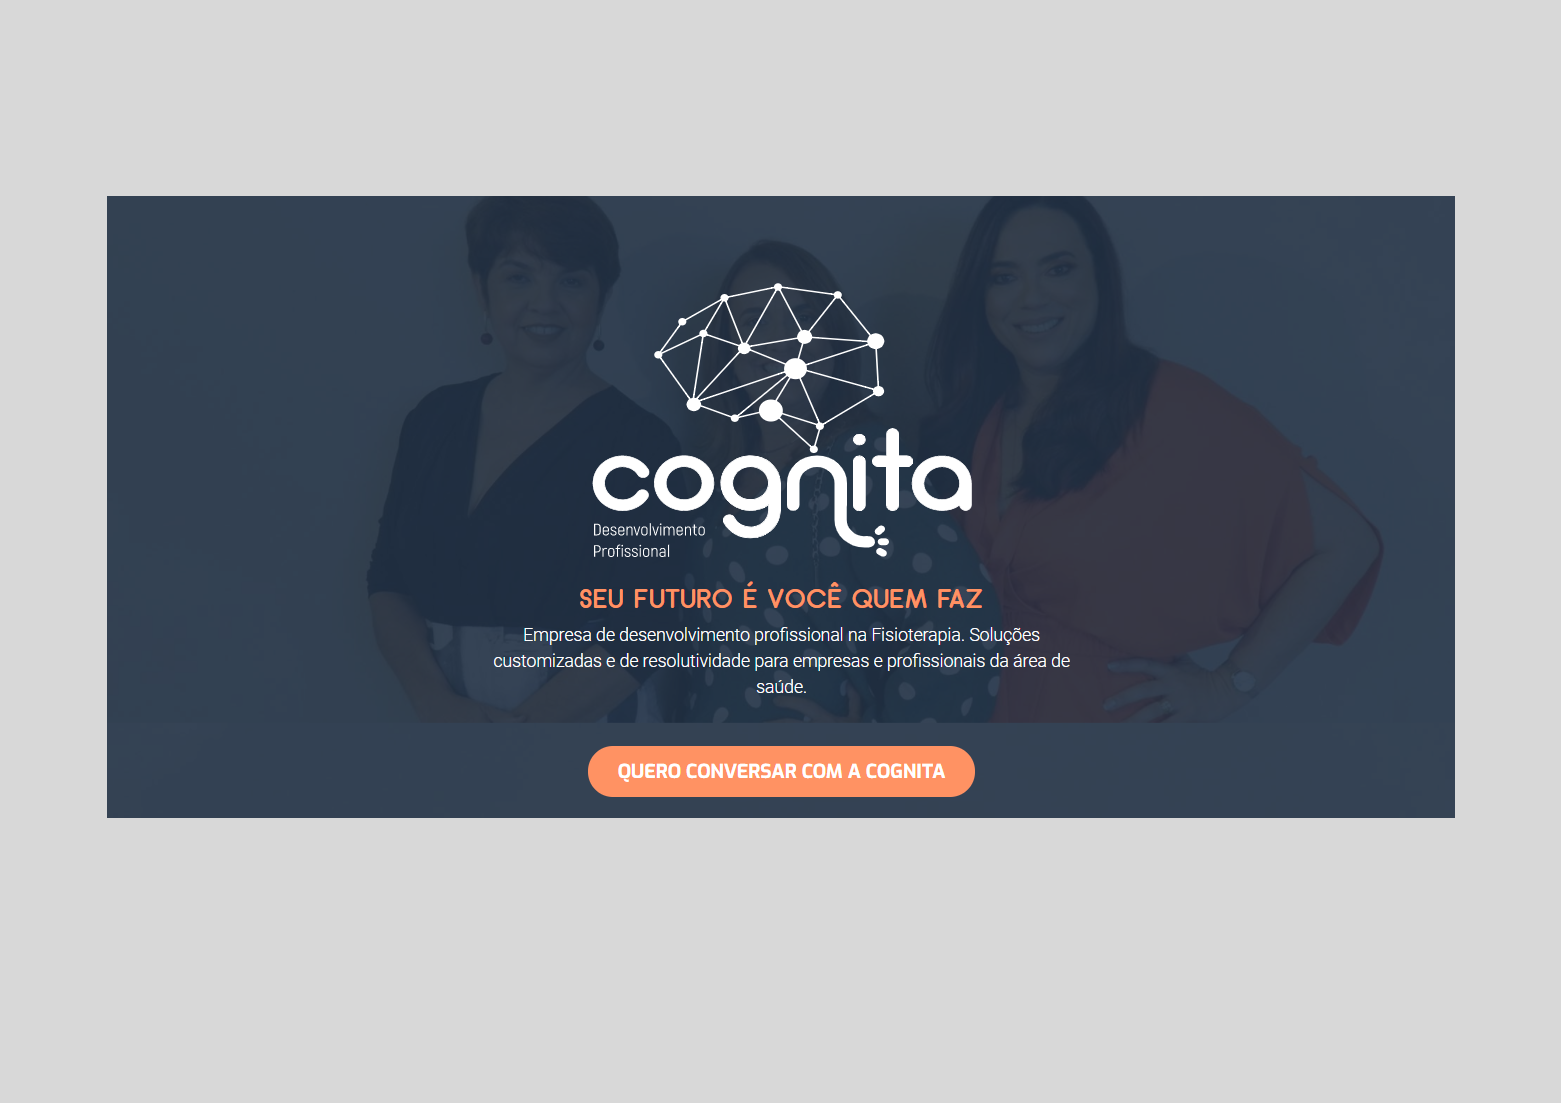 cognita
Desenvolvimento
Profissional
SEU FUTURO É VOCÊ QUEM FAZ
Empresa de desenvolvimento profissional na Fisioterapia. Soluções
customizadas e de resolutividade para empresas e profissionais da área de
saúde.
QUERO CONVERSAR COM A COGNITA